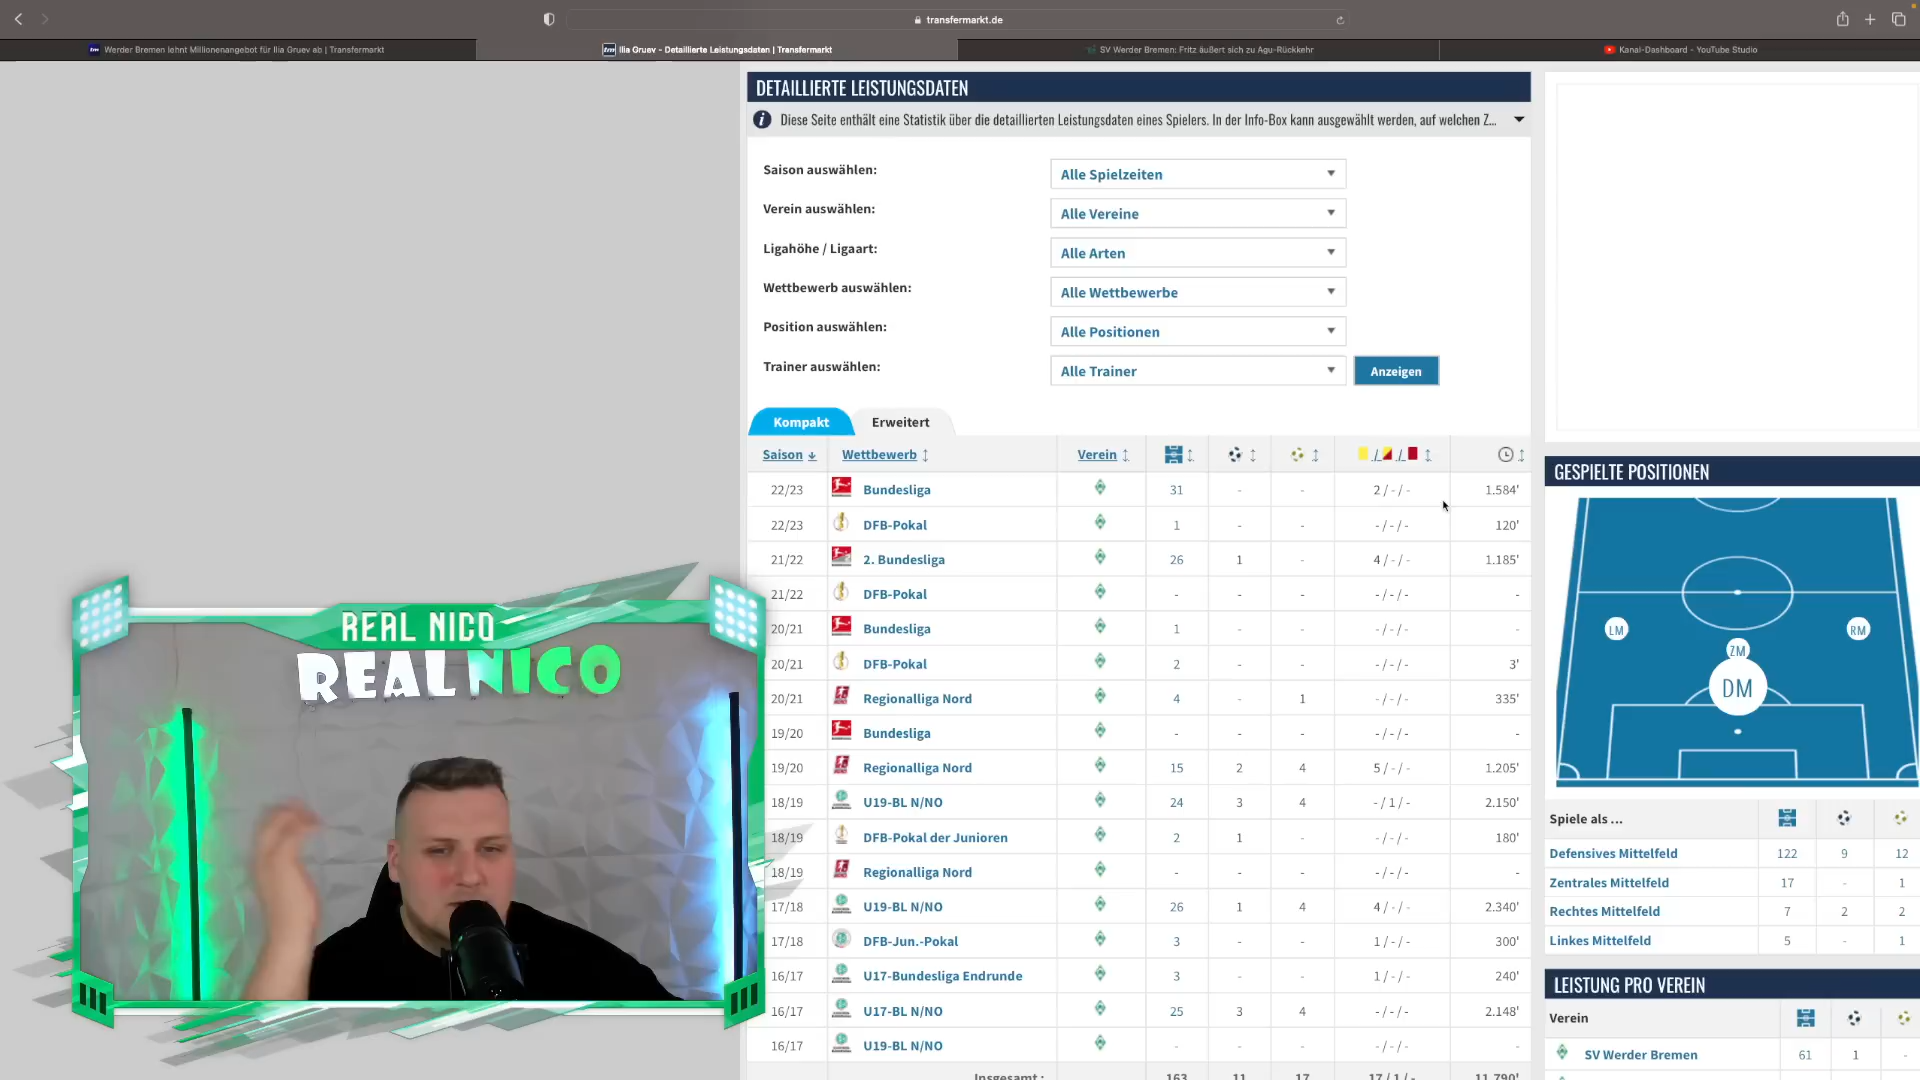 transfermarkt.de
Werder Bremen lehnt Millionenangebot für Ilia Gruev ab | Transfermarkt
Ilia Gruev - Detaillierte Leistungsdaten | Transfermarkt
SV Werder Bremen: Fritz äußert sich zu Agu-Rückkehr
Kanal-Dashboard - YouTube Studio
DETAILLIERTE LEISTUNGSDATEN
Diese Seite enthält eine Statistik über die detaillierten Leistungsdaten eines Spielers. In der Info-Box kann ausgewählt werden, auf welchen Z...
Saison auswählen: Alle Spielzeiten
Verein auswählen: Alle Vereine
Ligahöhe / Ligaart: Alle Arten
Wettbewerb auswählen: Alle Wettbewerbe
Position auswählen: Alle Positionen
Trainer auswählen: Alle Trainer Anzeigen
Kompakt Erweitert
Saison Wettbewerb Verein
22/23 Bundesliga 31 - - 2 / - / - 1.584'
22/23 DFB-Pokal 1 - - - / - / - 120'
21/22 2. Bundesliga 26 1 - 4 / - / - 1.185'
21/22 DFB-Pokal - - - - / - / - -
20/21 Bundesliga 1 - - - / - / - -
20/21 DFB-Pokal 2 - - - / - / - 3'
20/21 Regionalliga Nord 4 - 1 - / - / - 335'
19/20 Bundesliga - - - - / - / - -
19/20 Regionalliga Nord 15 2 4 5 / - / - 1.205'
18/19 U19-BL N/NO 24 3 4 - / 1 / - 2.150'
18/19 DFB-Pokal der Junioren 2 1 - - / - / - 180'
18/19 Regionalliga Nord - - - - / - / - -
17/18 U19-BL N/NO 26 1 4 4 / - / - 2.340'
17/18 DFB-Jun.-Pokal 3 - - 1 / - / - 300'
16/17 U17-Bundesliga Endrunde 3 - - 1 / - / - 240'
16/17 U17-BL N/NO 25 3 4 - / - / - 2.148'
16/17 U19-BL N/NO - - - - / - / - -
Insgesamt : 163 11 17 17 / 1 / - 11.790'
GESPIELTE POSITIONEN
LM
RM
ZM
DM
Spiele als ...
Defensives Mittelfeld 122 9 12
Zentrales Mittelfeld 17 - 1
Rechtes Mittelfeld 7 2 2
Linkes Mittelfeld 5 - 1
LEISTUNG PRO VEREIN
Verein
SV Werder Bremen 61 1 -
REAL NICO
REALNICO